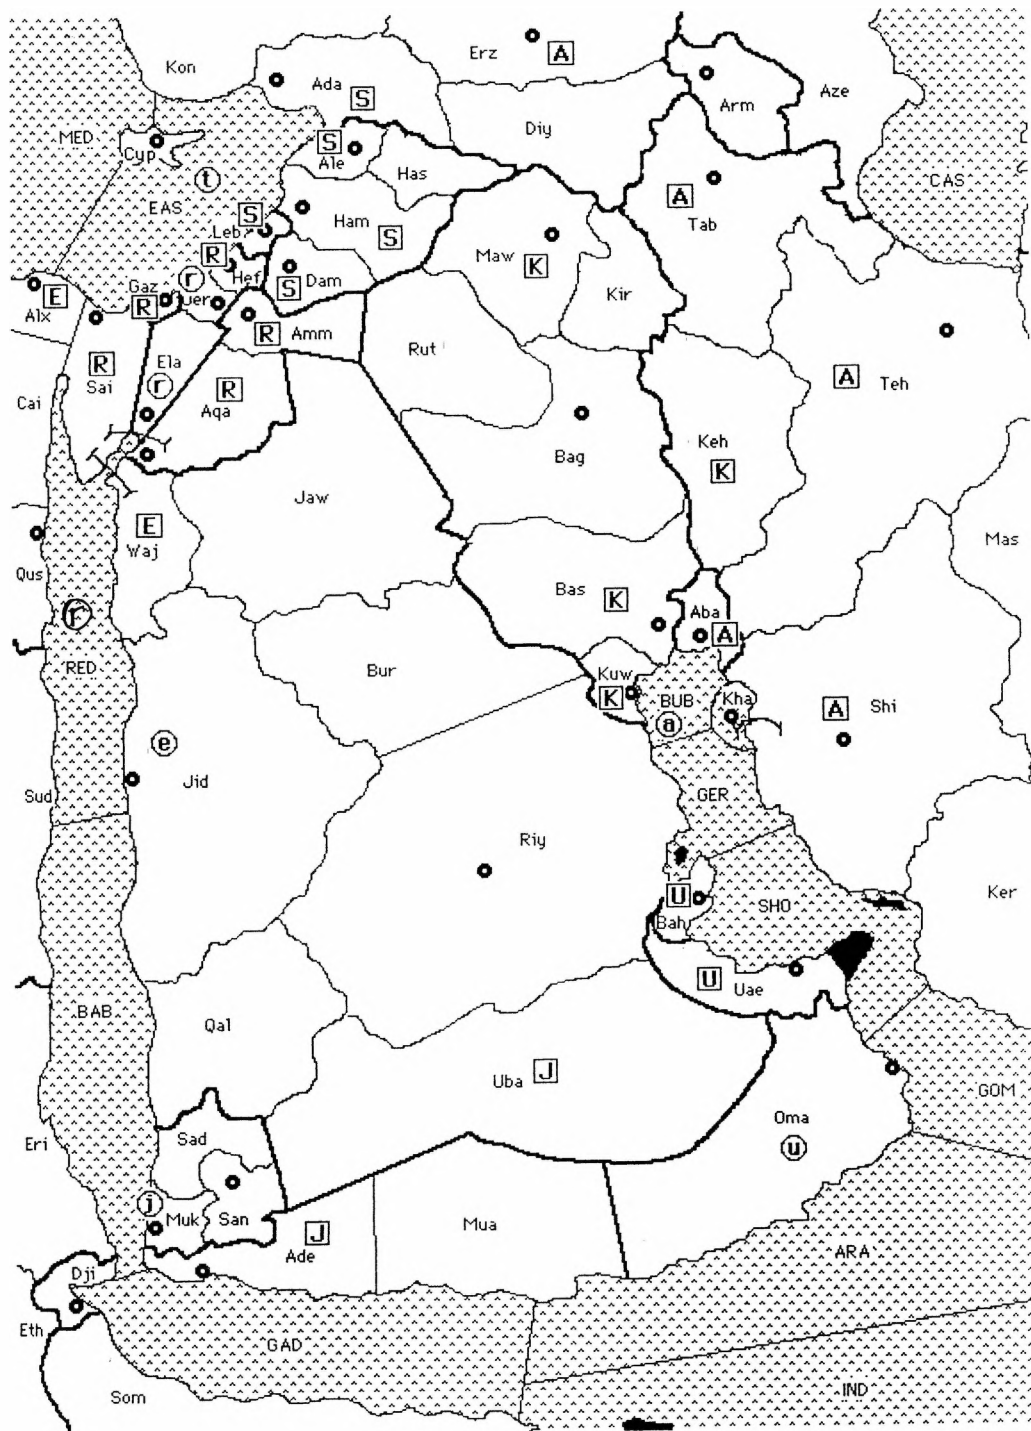 Kon
Erz
A
Ada
S
Arm
Aze
MED
Cyp
S
Ale
Diy
Has
CAS
t
EAS
A
Tab
S
Leb
Ham
S
Maw
K
R
Hef
S
Dam
Kir
E
Alx
Gaz
R
r
Jer
R
Amm
Rut
Ela
r
R
Sai
R
Aqa
A
Teh
Cai
Bag
Keh
K
Jaw
E
Waj
Mas
Qus
Bas
K
r
Aba
A
RED
Bur
Kuw
K
BUB
a
Kha
A
Shi
e
Jid
Sud
GER
Riy
U
Bah
SHO
Ker
U
Uae
BAB
Qal
Uba
J
GOM
Oma
u
Eri
Sad
j
Muk
San
Ade
J
Mua
ARA
Dji
Eth
GAD
Som
IND